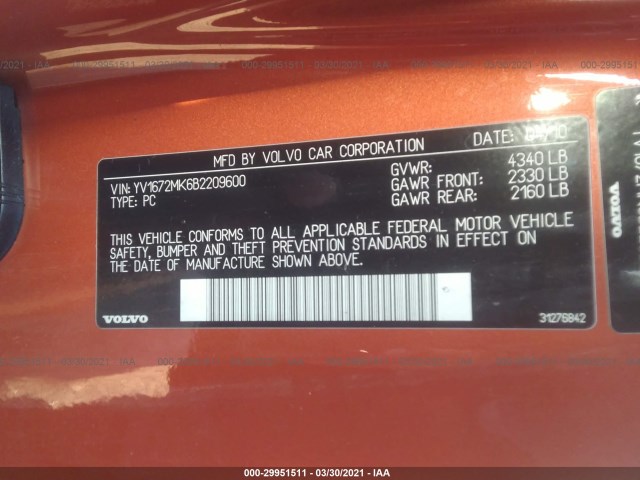 MFD BY VOLVO CAR CORPORATION DATE:
VIN: YV1672MK6B2209600
TYPE: PC
GVWR: 4340 LB
GAWR FRONT: 2330 LB
GAWR REAR: 2160 LB
THIS VEHICLE CONFORMS TO ALL APPLICABLE FEDERAL MOTOR VEHICLE
SAFETY, BUMPER AND THEFT PREVENTION STANDARDS IN EFFECT ON
THE DATE OF MANUFACTURE SHOWN ABOVE.
VOLVO
31275842
VOLVO
000-29951511 — 03/30/2021 — IAA